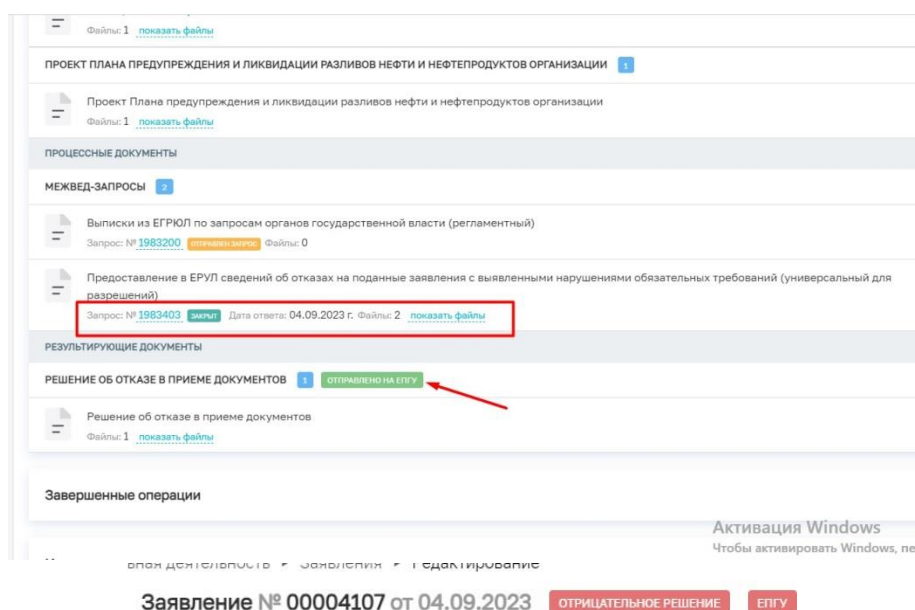 Файлы: 1 показать файлы
ПРОЕКТ ПЛАНА ПРЕДУПРЕЖДЕНИЯ И ЛИКВИДАЦИИ РАЗЛИВОВ НЕФТИ И НЕФТЕПРОДУКТОВ ОРГАНИЗАЦИИ 1
Проект Плана предупреждения и ликвидации разливов нефти и нефтепродуктов организации
Файлы: 1 показать файлы
ПРОЦЕССНЫЕ ДОКУМЕНТЫ
МЕЖВЕД-ЗАПРОСЫ 2
Выписки из ЕГРЮЛ по запросам органов государственной власти (регламентный)
Запрос: № 1983200 ОТПРАВЛЕН ЗАПРОС Файлы: 0
Предоставление в ЕРУЛ сведений об отказах на поданные заявления с выявленными нарушениями обязательных требований (универсальный для
разрешений)
Запрос: № 1983403 ЗАКРЫТ Дата ответа: 04.09.2023 г. Файлы: 2 показать файлы
РЕЗУЛЬТИРУЮЩИЕ ДОКУМЕНТЫ
РЕШЕНИЕ ОБ ОТКАЗЕ В ПРИЕМЕ ДОКУМЕНТОВ 1 ОТПРАВЛЕНО НА ЕПГУ
Решение об отказе в приеме документов
Файлы: 1 показать файлы
Завершенные операции
Активация Windows
Чтобы активировать Windows, пе
вная деятельность ► Заявления ► Редактирование
Заявление № 00004107 от 04.09.2023 ОТРИЦАТЕЛЬНОЕ РЕШЕНИЕ ЕПГУ